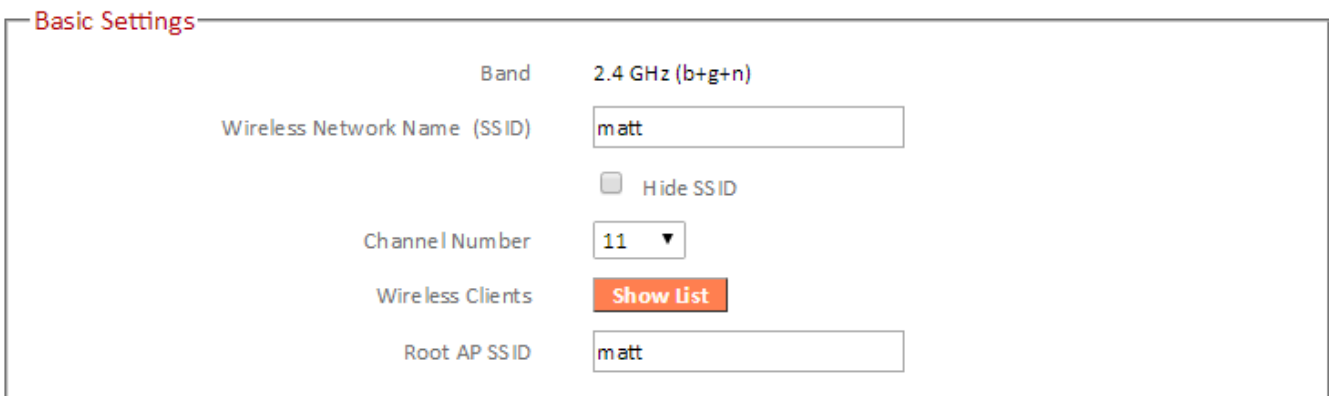 Basic Settings
Band 2.4 GHz (b+g+n)
Wireless Network Name (SSID) matt
Hide SSID
Channel Number 11
Wireless Clients Show List
Root AP SSID matt